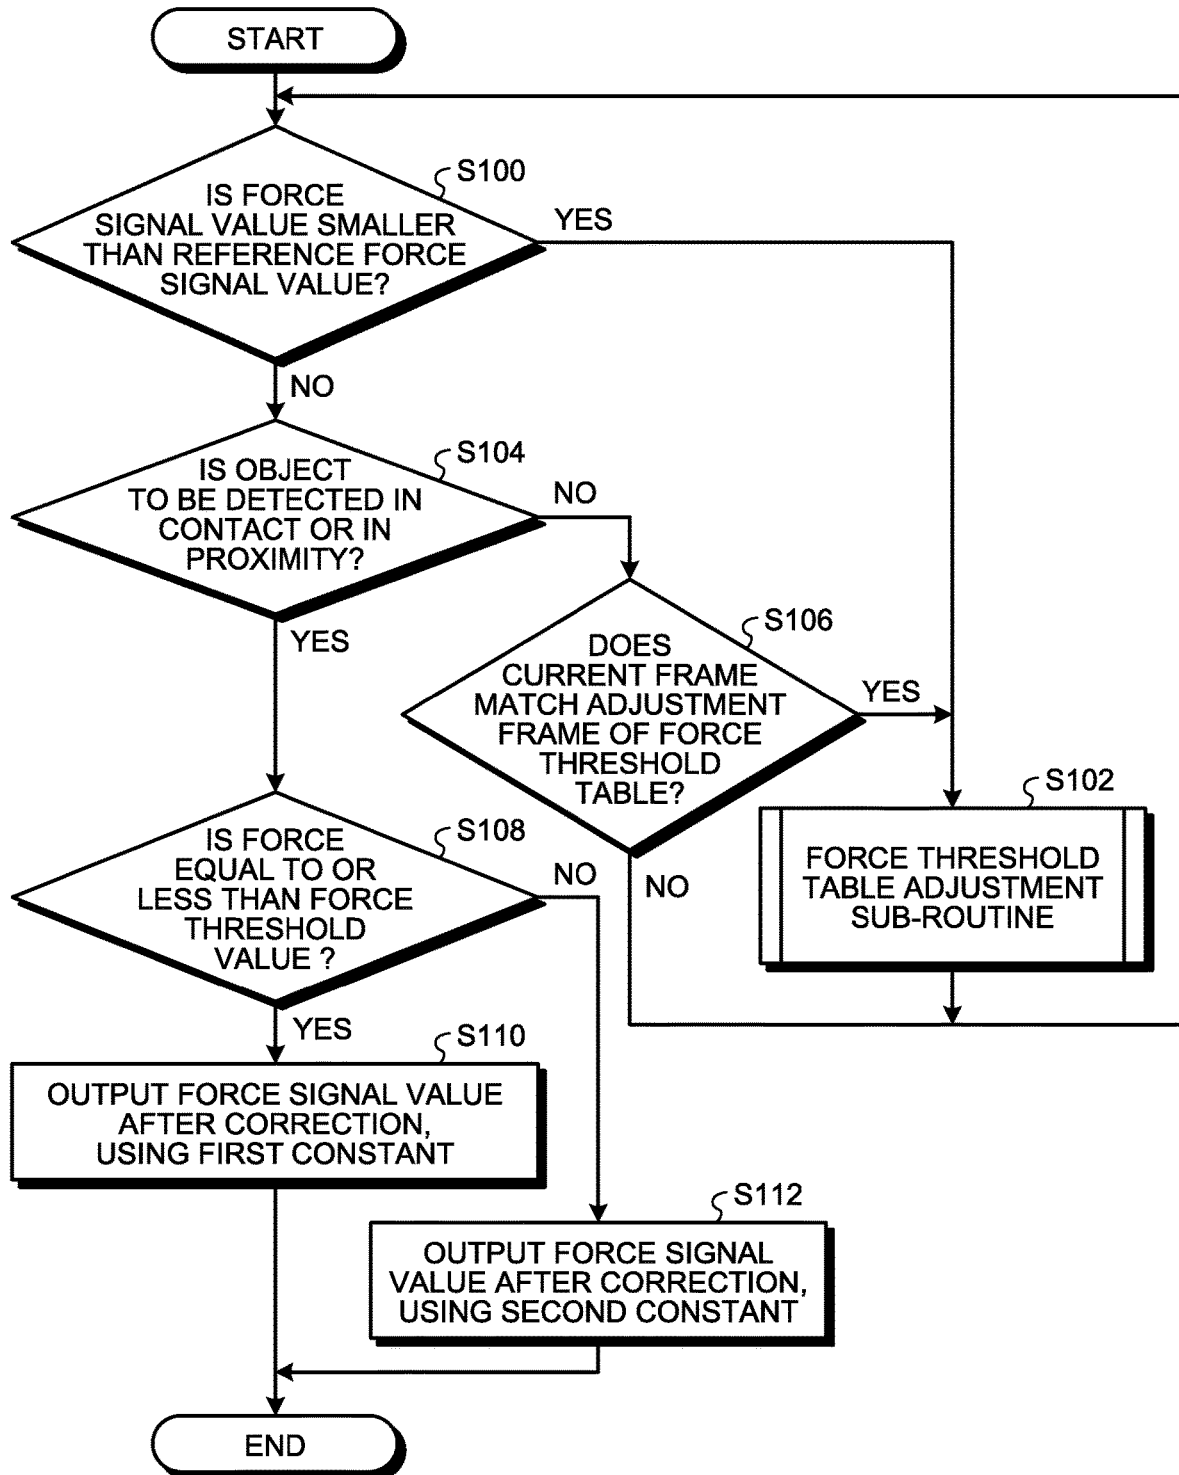 START
S100
IS FORCE
SIGNAL VALUE SMALLER
THAN REFERENCE FORCE
SIGNAL VALUE?
YES
NO
S104
IS OBJECT
TO BE DETECTED IN
CONTACT OR IN
PROXIMITY?
NO
YES
S106
DOES
CURRENT FRAME
MATCH ADJUSTMENT
FRAME OF FORCE
THRESHOLD
TABLE?
YES
NO
S102
FORCE THRESHOLD
TABLE ADJUSTMENT
SUB-ROUTINE
S108
IS FORCE
EQUAL TO OR
LESS THAN FORCE
THRESHOLD
VALUE ?
NO
YES
S110
OUTPUT FORCE SIGNAL VALUE
AFTER CORRECTION,
USING FIRST CONSTANT
S112
OUTPUT FORCE SIGNAL
VALUE AFTER CORRECTION,
USING SECOND CONSTANT
END